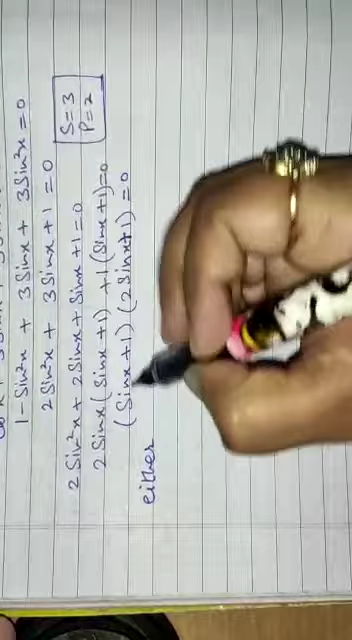 1-Sin²x + 3Sinx + 3Sin²x = 0
2Sin²x + 3Sinx + 1 = 0
S=3
P=2
2Sin²x + 2Sinx + Sinx + 1 = 0
2Sinx(Sinx+1) +1(Sinx+1)=0
(Sinx+1)(2Sinx+1) = 0
either